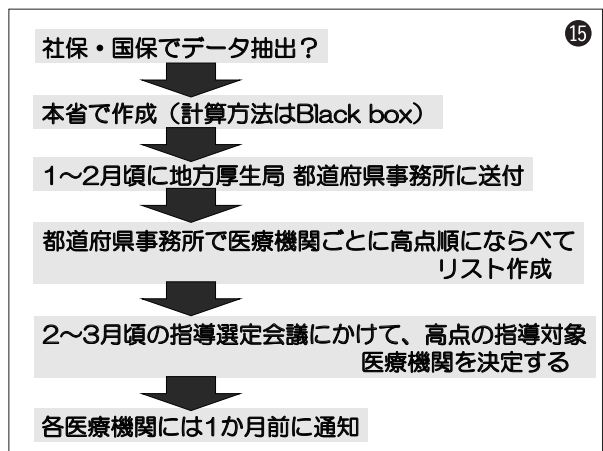 ⓯
社保・国保でデータ抽出？
本省で作成（計算方法はBlack box）
1〜2月頃に地方厚生局 都道府県事務所に送付
都道府県事務所で医療機関ごとに高点順にならべて
リスト作成
2〜3月頃の指導選定会議にかけて、高点の指導対象
医療機関を決定する
各医療機関には1か月前に通知